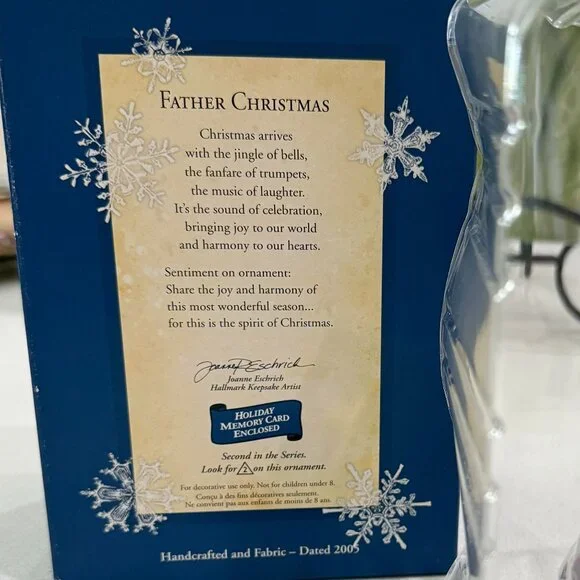 FATHER CHRISTMAS
Christmas arrives
with the jingle of bells,
the fanfare of trumpets,
the music of laughter.
It's the sound of celebration,
bringing joy to our world
and harmony to our hearts.
Sentiment on ornament:
Share the joy and harmony of
this most wonderful season...
for this is the spirit of Christmas.
Joanne Eschrich
Joanne Eschrich
Hallmark Keepsake Artist
HOLIDAY
MEMORY CARD
ENCLOSED
Second in the Series.
Look for 2 on this ornament.
For decorative use only. Not for children under 8.
Conçu à des fins décoratives seulement.
Ne convient pas aux enfants de moins de 8 ans.
Handcrafted and Fabric – Dated 2005